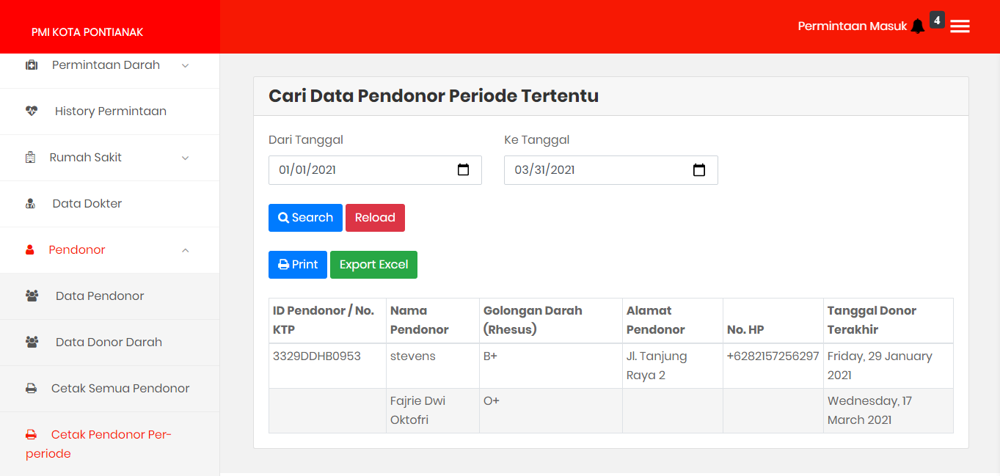 PMI KOTA PONTIANAK
Permintaan Masuk 4
Permintaan Darah
History Permintaan
Rumah Sakit
Data Dokter
Pendonor
Data Pendonor
Data Donor Darah
Cetak Semua Pendonor
Cetak Pendonor Per-
periode
Cari Data Pendonor Periode Tertentu
Dari Tanggal Ke Tanggal
01/01/2021 03/31/2021
Search Reload
Print Export Excel
ID Pendonor / No. Nama Golongan Darah Alamat Tanggal Donor
KTP Pendonor (Rhesus) Pendonor No. HP Terakhir
3329DDHB0953 stevens B+ Jl. Tanjung +6282157256297 Friday, 29 January
Raya 2 2021
Fajrie Dwi O+ Wednesday, 17
Oktofri March 2021